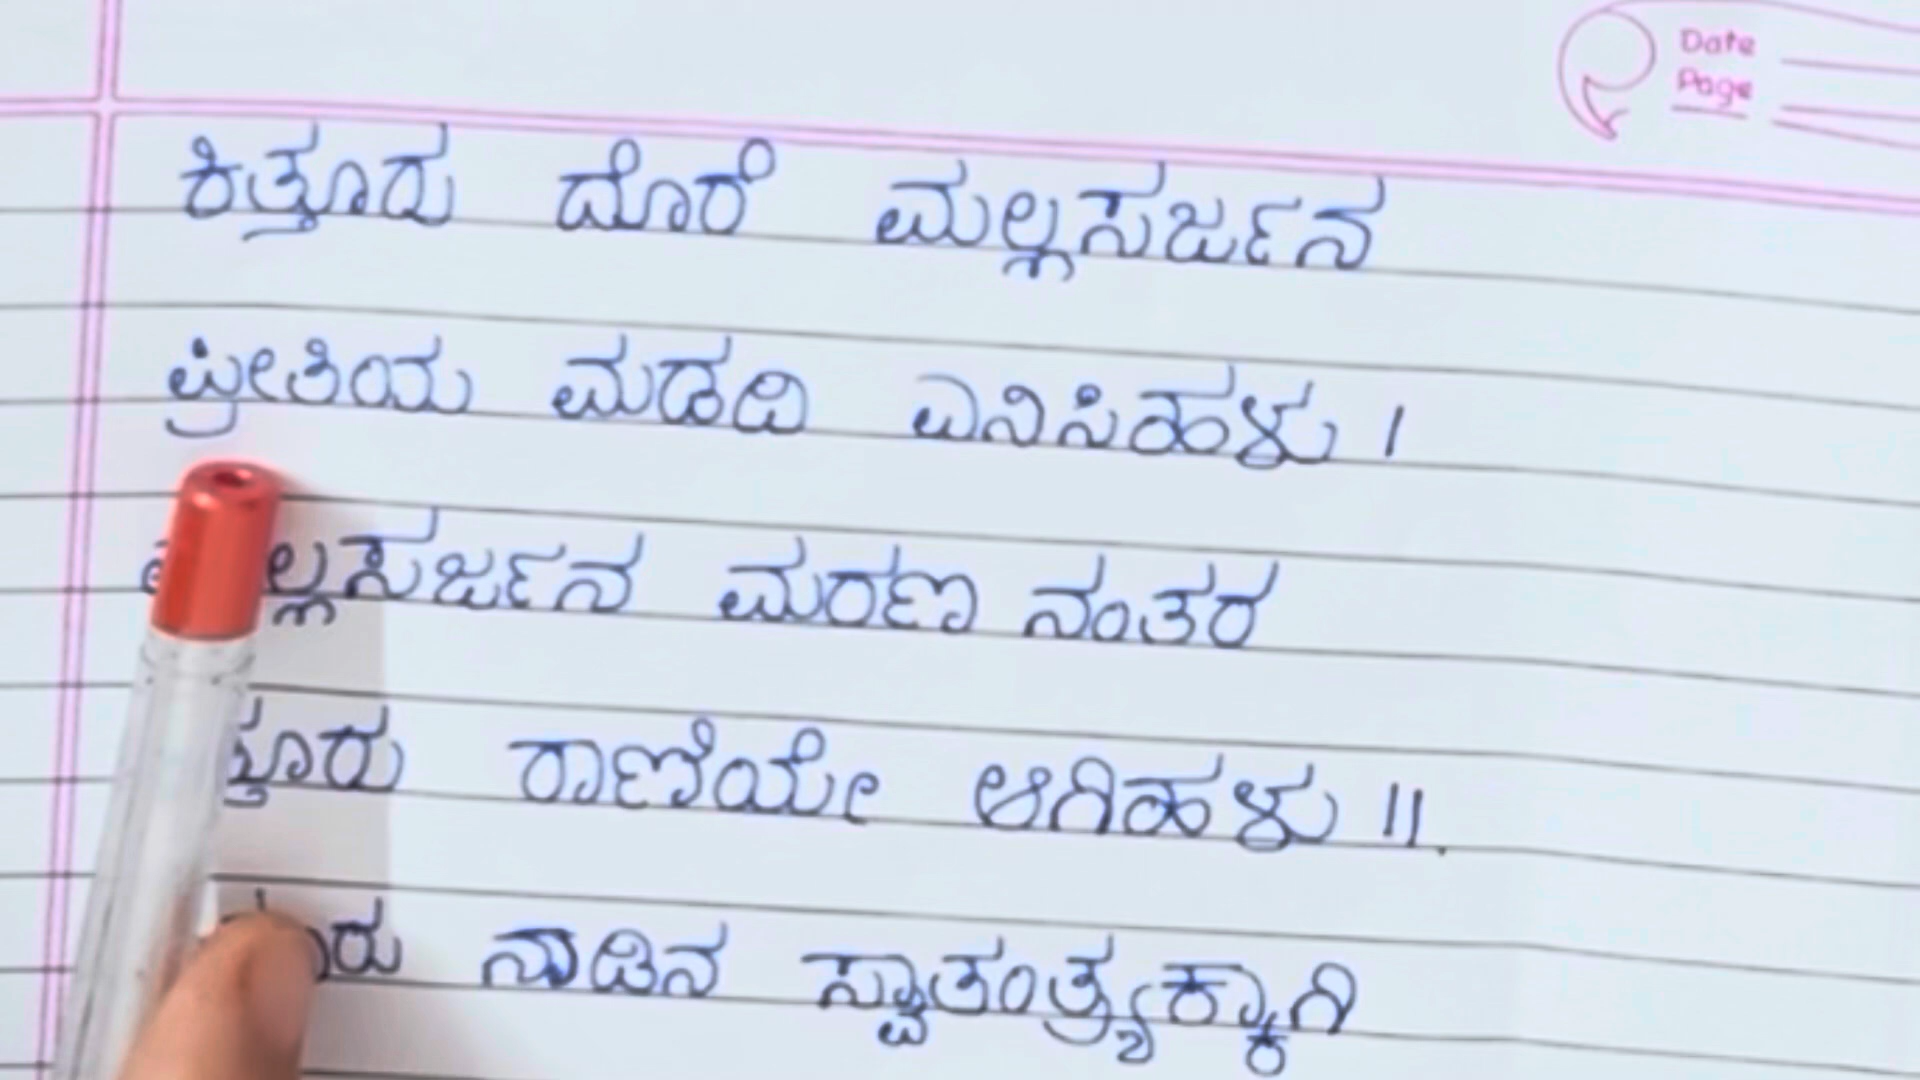 Date
Page
ಕಿತ್ತೂರು ದೊರೆ ಮಲ್ಲಸರ್ಜನ
ಪ್ರೀತಿಯ ಮಡದಿ ಎನಿಸಿಹಳು ।
ಮರಣ ನಂತರ
ರಾಣಿಯೇ ಆಗಿಹಳು ॥.
ನಾಡಿನ ಸ್ವಾತಂತ್ರ್ಯಕ್ಕಾಗಿ